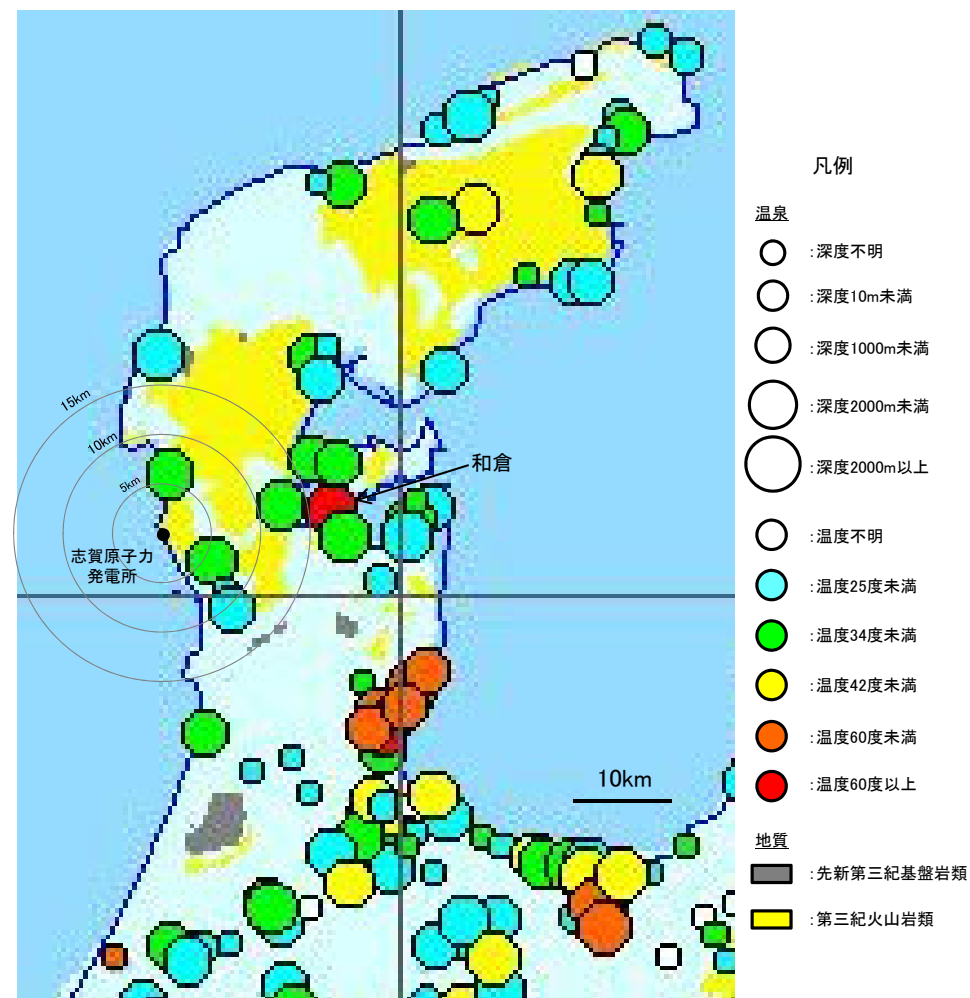 15km
10km
5km
和倉
志賀原子力
発電所
10km
凡例
温泉
:深度不明
:深度10m未満
:深度1000m未満
:深度2000m未満
:深度2000m以上
:温度不明
:温度25度未満
:温度34度未満
:温度42度未満
:温度60度未満
:温度60度以上
地質
:先新第三紀基盤岩類
:第三紀火山岩類